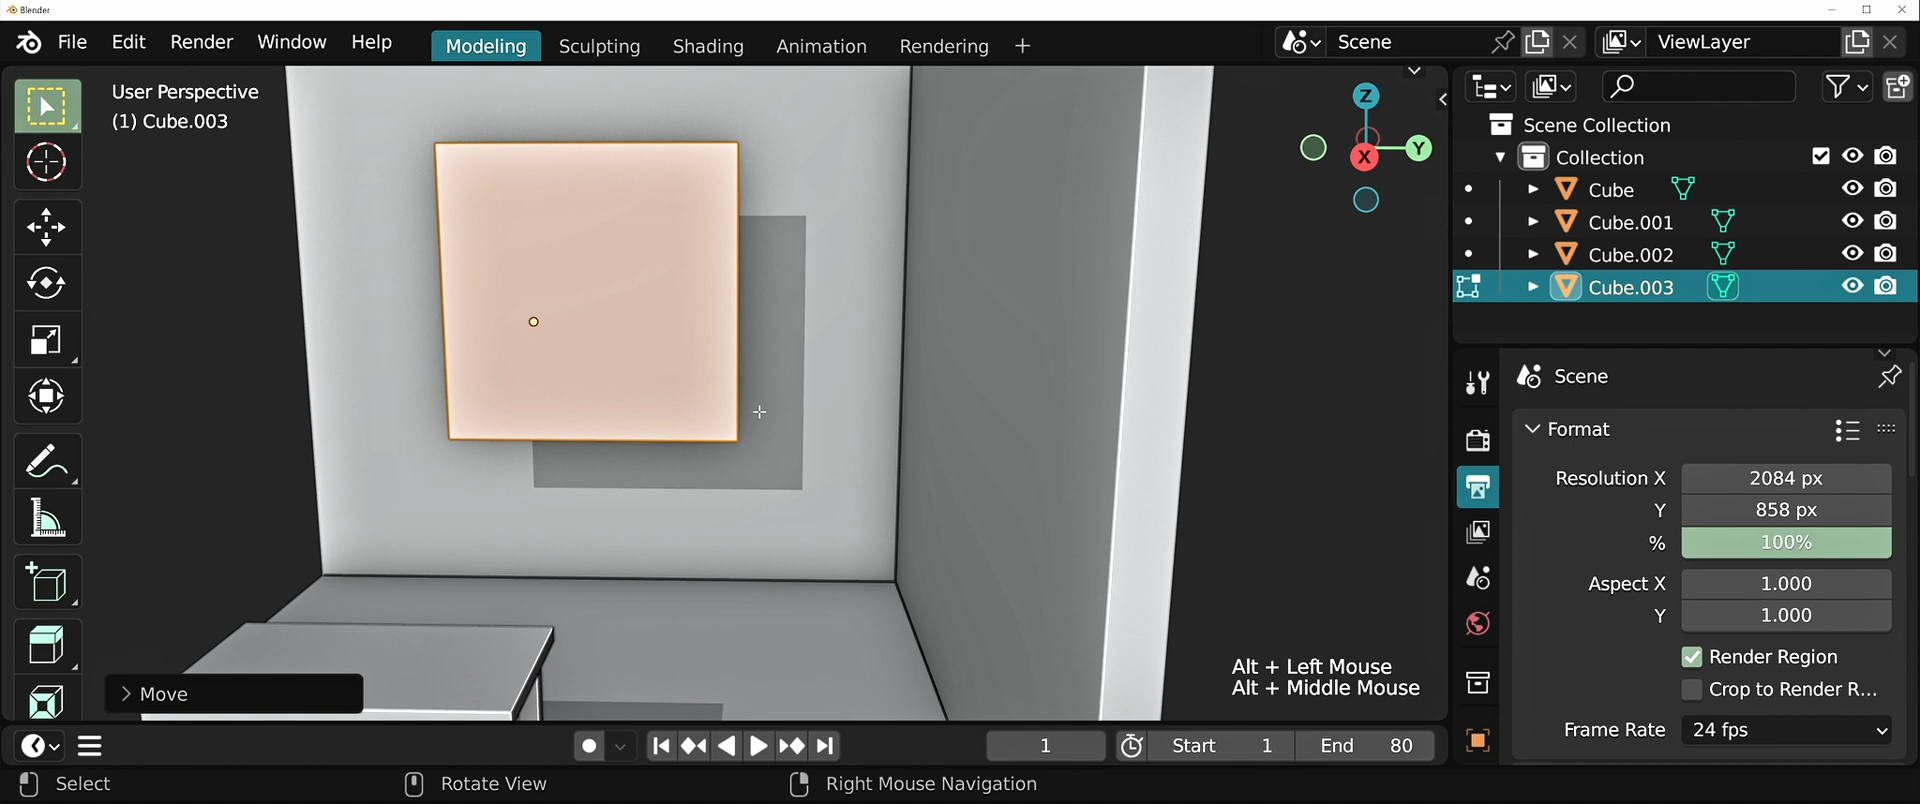 Blender
File Edit Render Window Help Modeling Sculpting Shading Animation Rendering + Scene ViewLayer
User Perspective
(1) Cube.003
Z
X
Y
Scene Collection
Collection
Cube
Cube.001
Cube.002
Cube.003
Scene
Format
Resolution X 2084 px
Y 858 px
% 100%
Aspect X 1.000
Y 1.000
Render Region
Crop to Render R...
Frame Rate 24 fps
Alt + Left Mouse
Alt + Middle Mouse
Move
1 Start 1 End 80
Select Rotate View Right Mouse Navigation